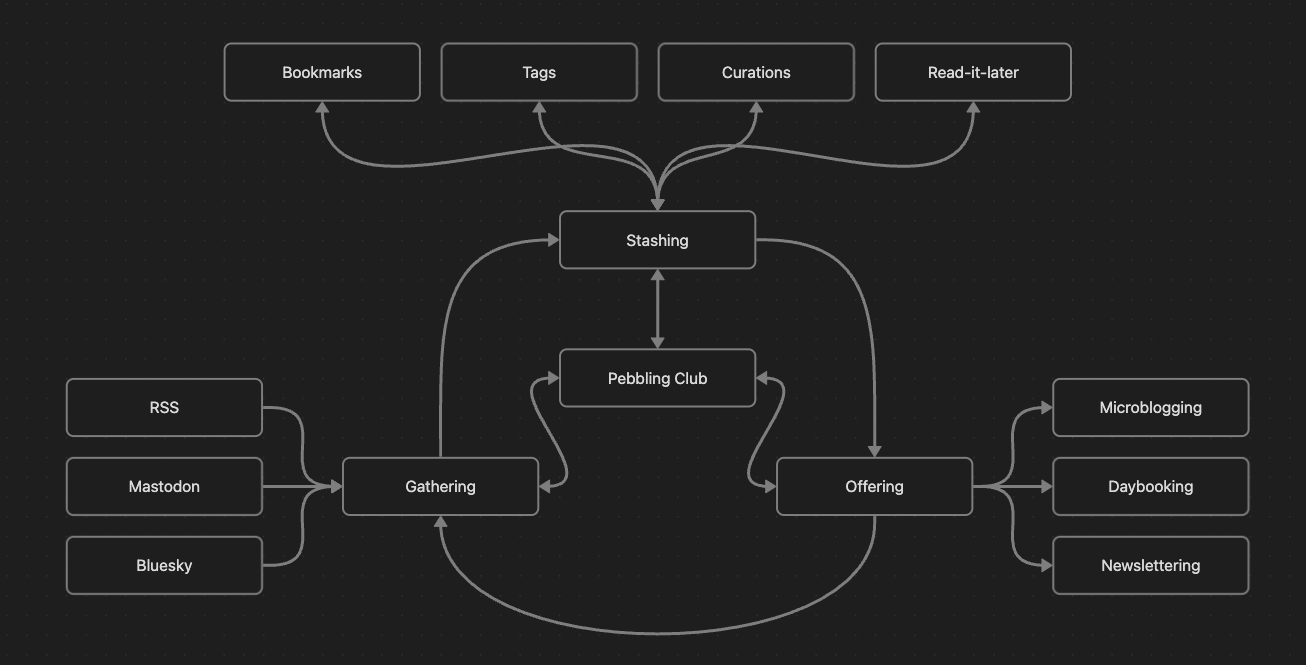 Bookmarks
Tags
Curations
Read-it-later
Stashing
Pebbling Club
RSS
Mastodon
Bluesky
Gathering
Offering
Microblogging
Daybooking
Newslettering